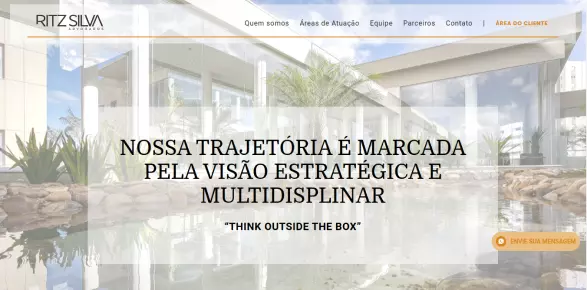 RITZ SILVA
ADVOGADOS
Quem somos Áreas de Atuação Equipe Parceiros Contato | ÁREA DO CLIENTE
NOSSA TRAJETÓRIA É MARCADA
PELA VISÃO ESTRATÉGICA E
MULTIDISPLINAR
“THINK OUTSIDE THE BOX”
ENVIE SUA MENSAGEM